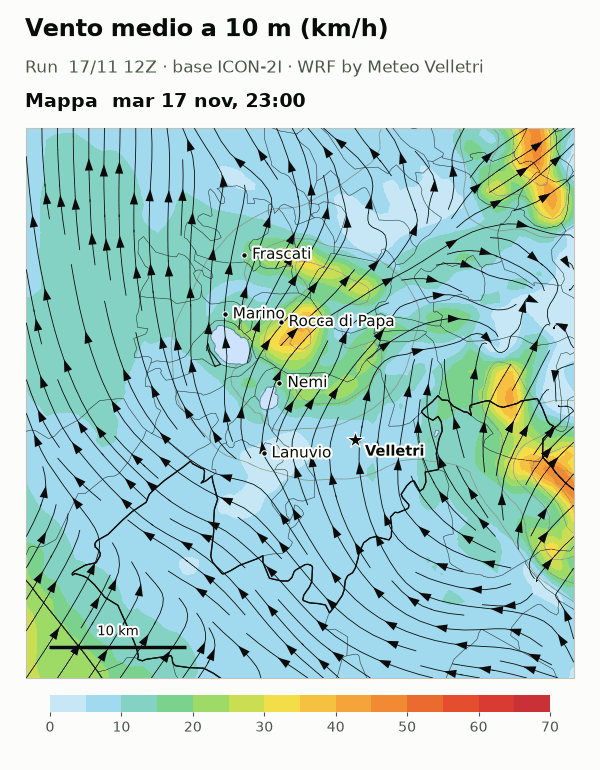 Vento medio a 10 m (km/h)
Run 17/11 12Z · base ICON-2I · WRF by Meteo Velletri
Mappa mar 17 nov, 23:00
Frascati
Marino
Rocca di Papa
Nemi
Velletri
Lanuvio
10 km
0 10 20 30 40 50 60 70